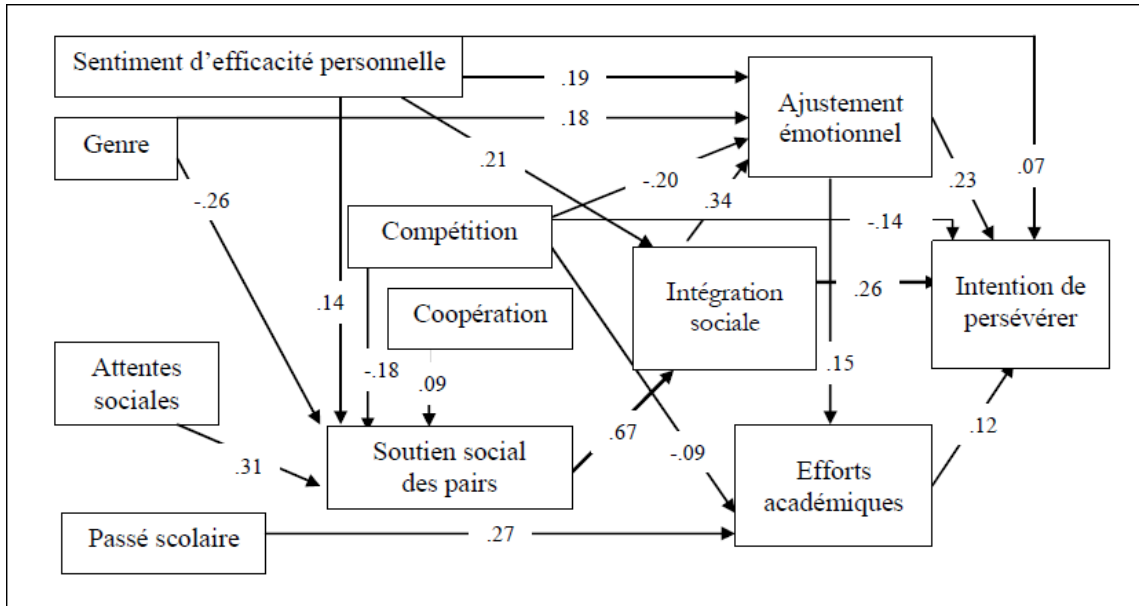 Sentiment d'efficacité personnelle
.19
Ajustement
émotionnel
Genre
.18
.21
-.20
.34
.23
.07
-.26
Compétition
-.14
Intégration
sociale
.26
Intention de
persévérer
.14
Coopération
Attentes
sociales
-.18
.09
.15
.31
Soutien social
des pairs
.67
-.09
.12
Efforts
académiques
Passé scolaire
.27